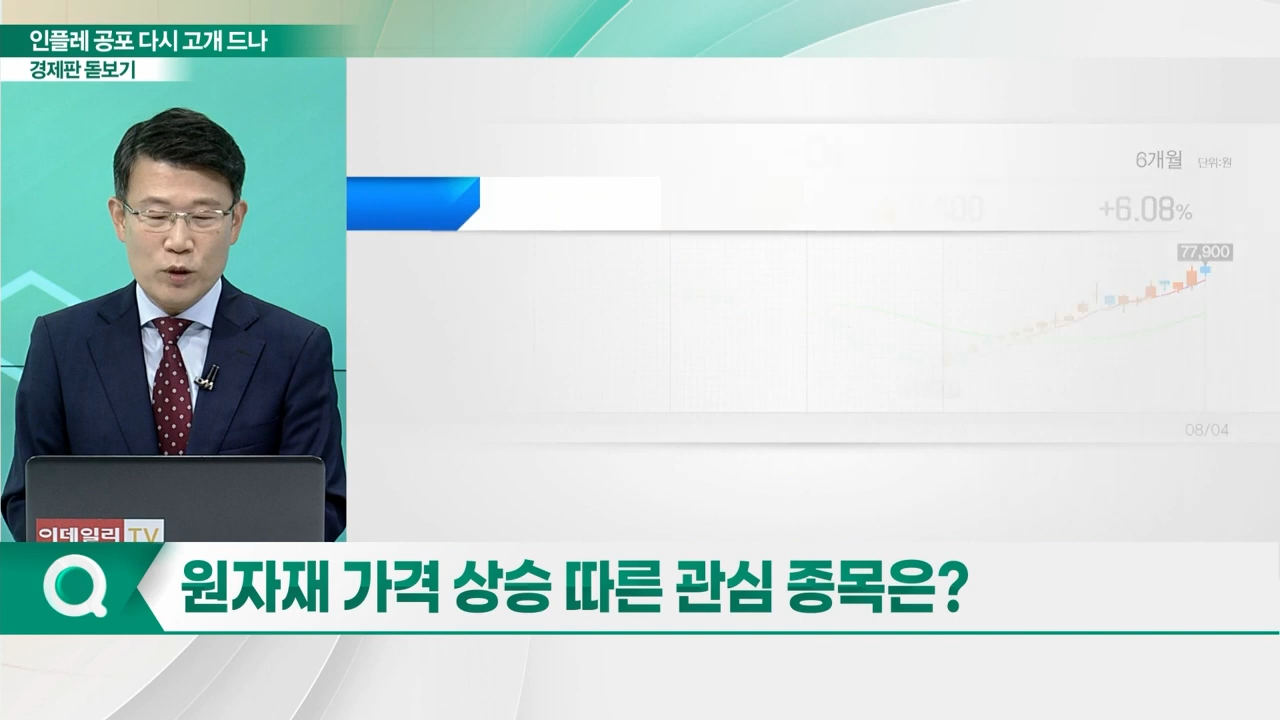 인플레 공포 다시 고개 드나
경제판 돋보기
6개월 단위:원
+6.08%
77,900
08/04
이데일리TV
원자재 가격 상승 따른 관심 종목은?